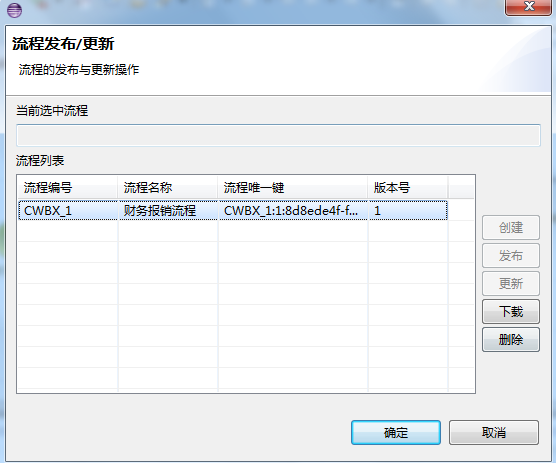 流程发布/更新
流程的发布与更新操作
当前选中流程
流程列表
流程编号 流程名称 流程唯一键 版本号
CWBX_1 财务报销流程 CWBX_1:1:8d8ede4f-f... 1
创建
发布
更新
下载
删除
确定 取消